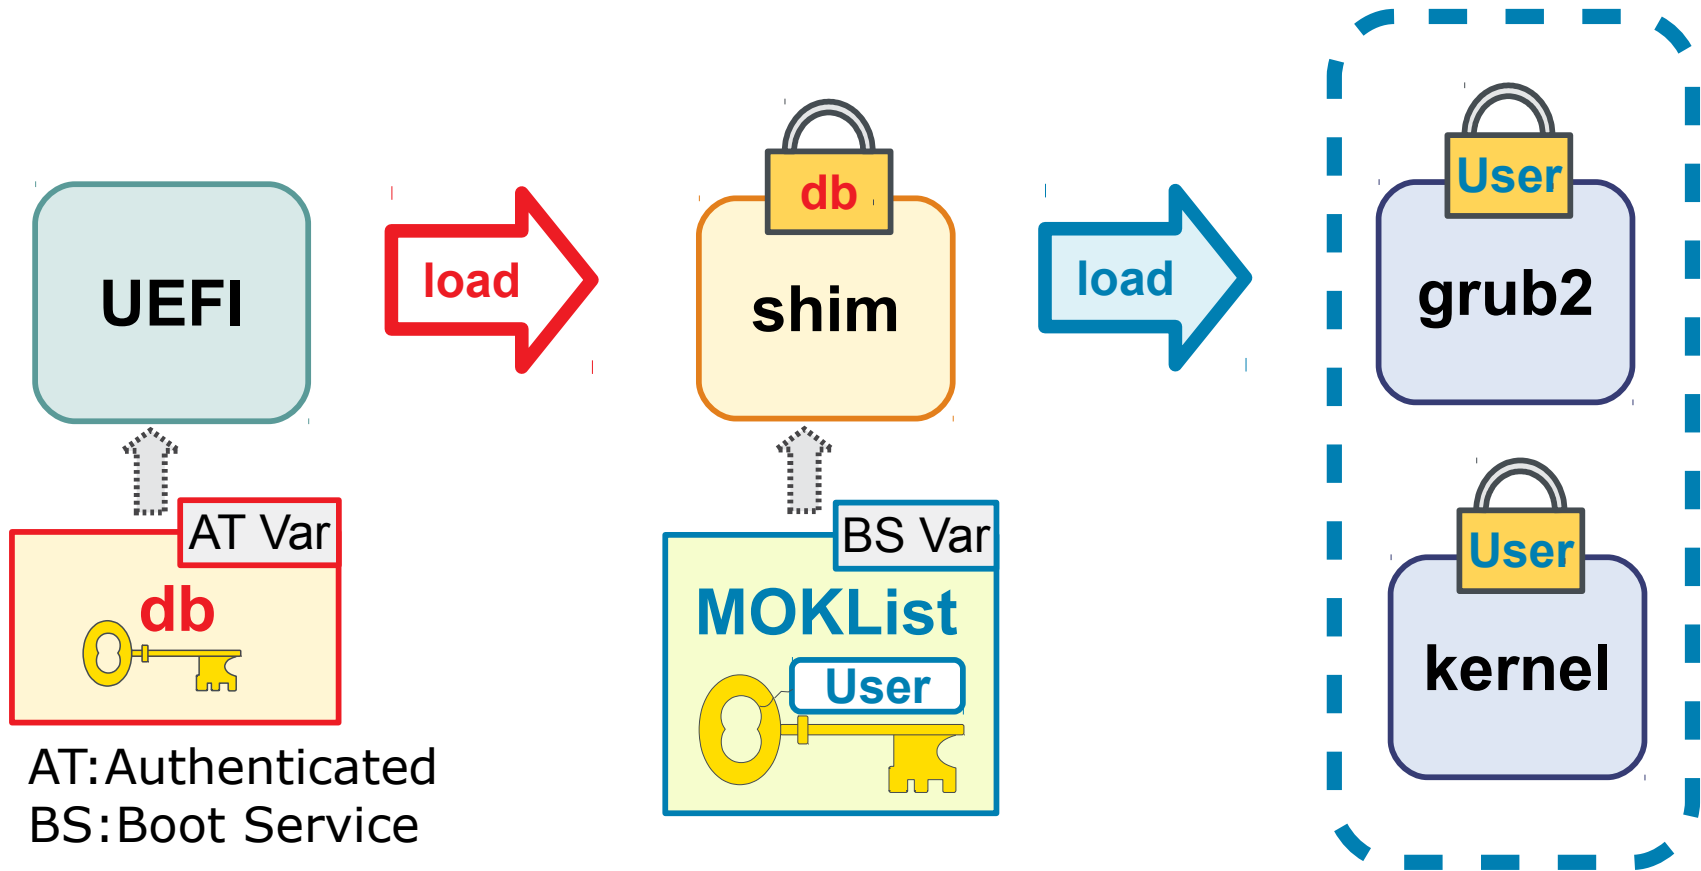 UEFI
load
db
shim
load
User
grub2
User
kernel
AT Var
db
BS Var
MOKList
User
AT:Authenticated
BS:Boot Service